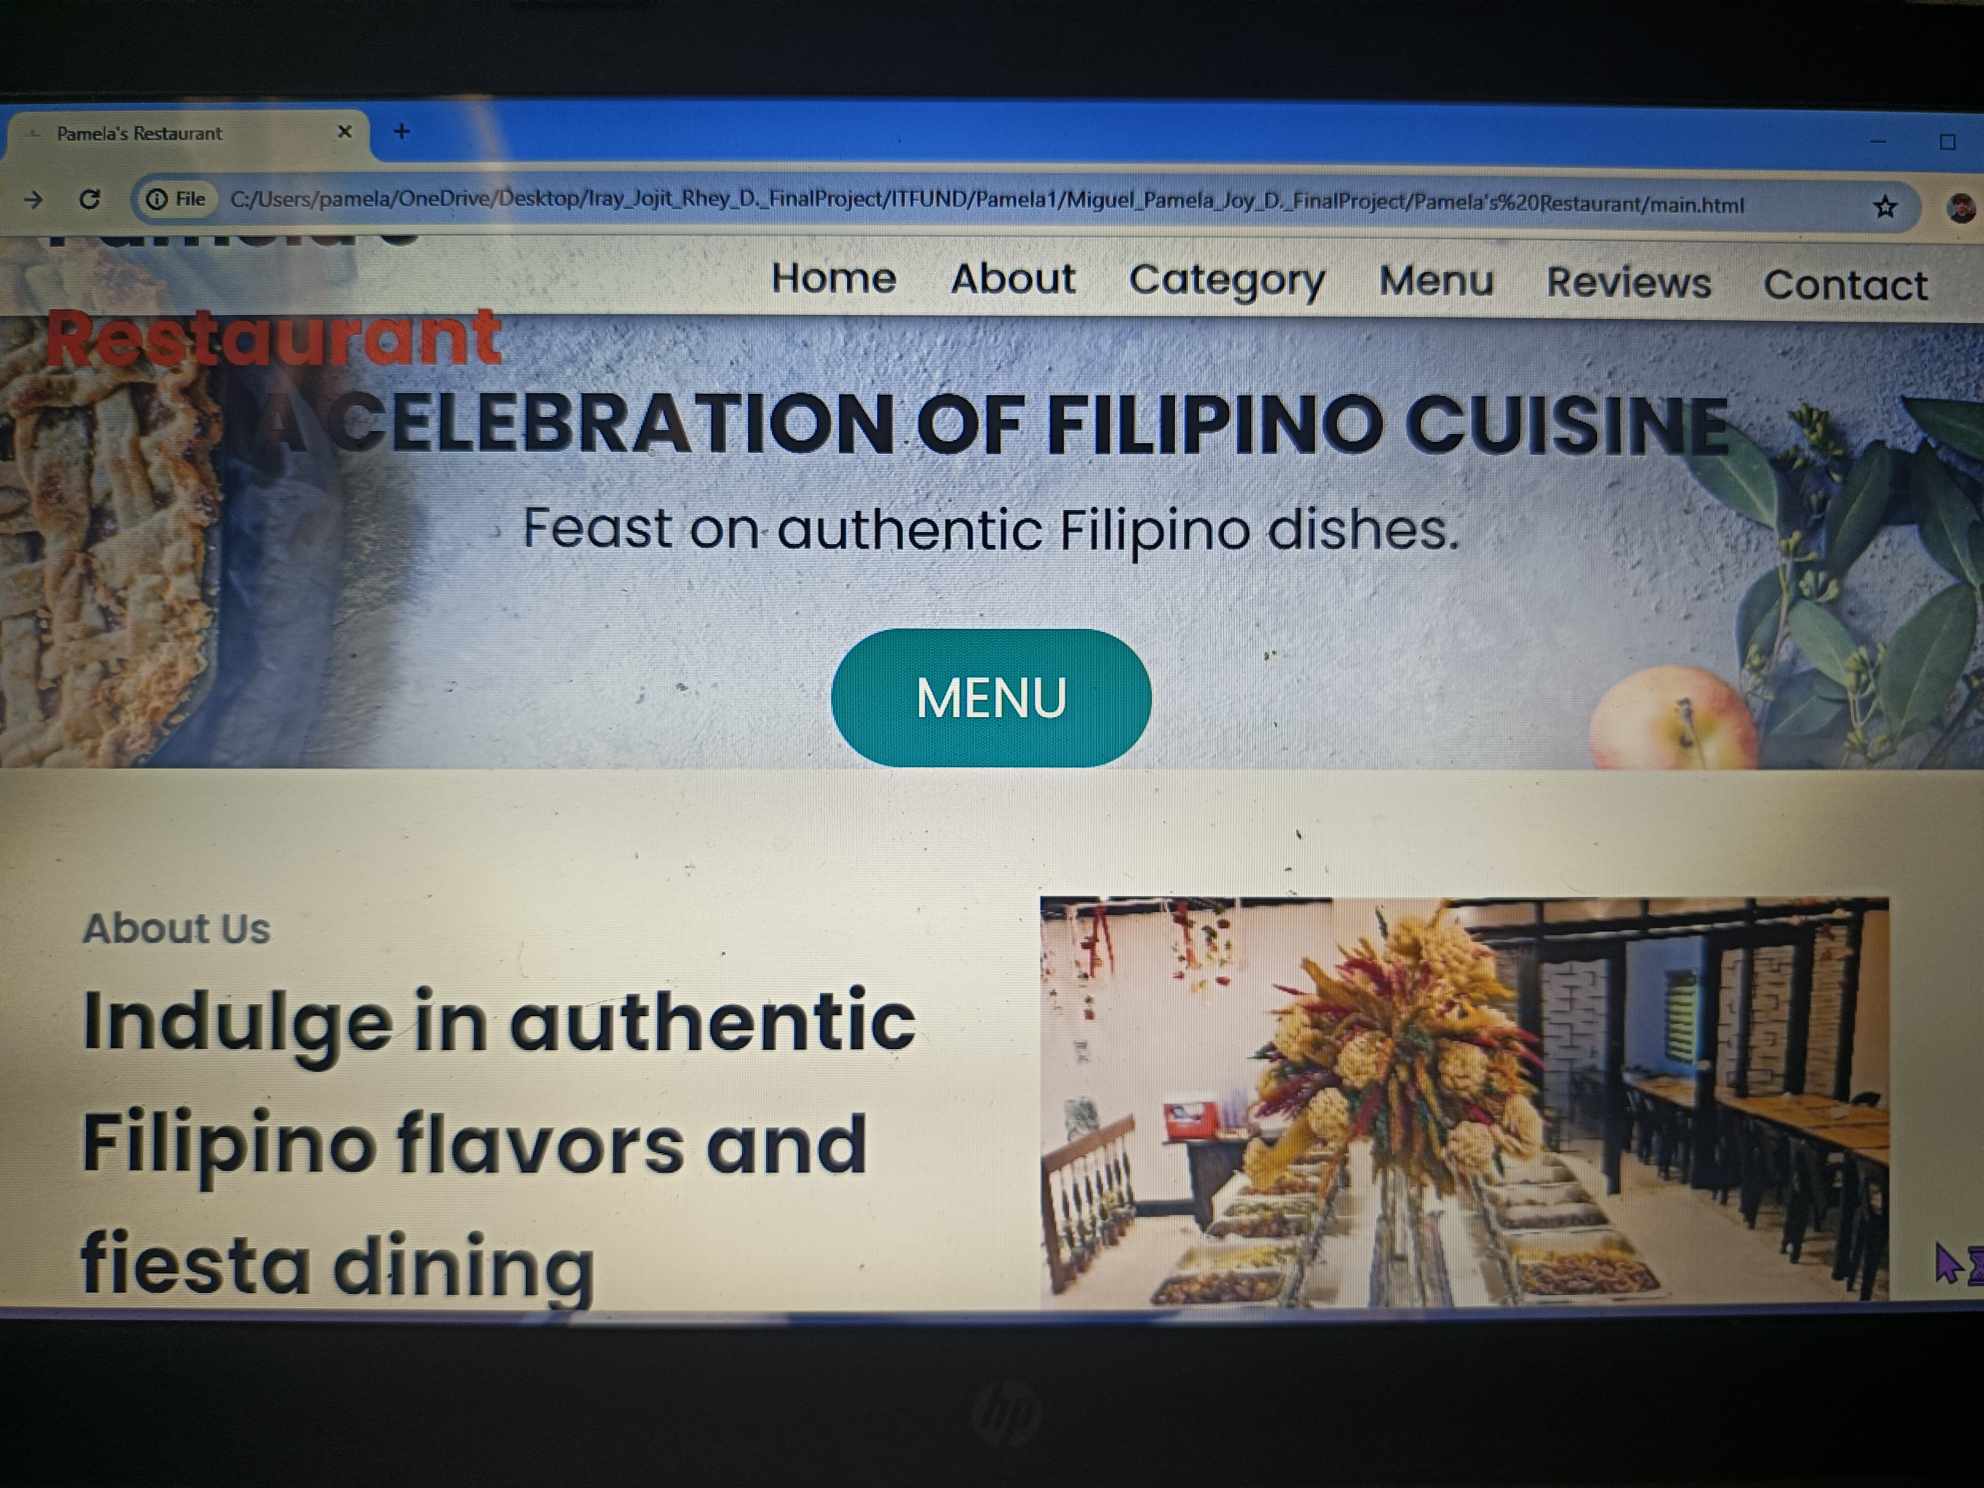 Pamela's Restaurant
File C:/Users/pamela/OneDrive/Desktop/Iray_Jojit_Rhey_D._FinalProject/ITFUND/Pamela1/Miguel_Pamela_Joy_D._FinalProject/Pamela's%20Restaurant/main.html
Pamela's
Home About Category Menu Reviews Contact
Restaurant
A CELEBRATION OF FILIPINO CUISINE
Feast on authentic Filipino dishes.
MENU
About Us
Indulge in authentic
Filipino flavors and
fiesta dining
hp